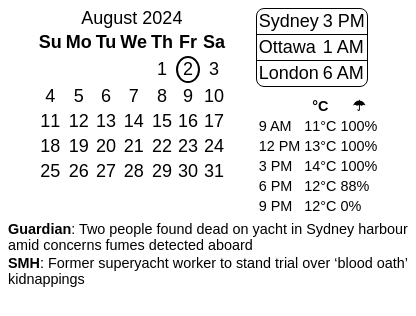 August 2024
Su Mo Tu We Th Fr Sa
1 2 3
4 5 6 7 8 9 10
11 12 13 14 15 16 17
18 19 20 21 22 23 24
25 26 27 28 29 30 31
Sydney 3 PM
Ottawa 1 AM
London 6 AM
°C ☂
9 AM 11°C 100%
12 PM 13°C 100%
3 PM 14°C 100%
6 PM 12°C 88%
9 PM 12°C 0%
Guardian: Two people found dead on yacht in Sydney harbour
amid concerns fumes detected aboard
SMH: Former superyacht worker to stand trial over ‘blood oath’
kidnappings